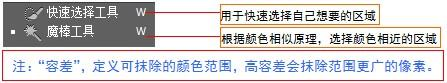 快速选择工具 W 用于快速选择自己想要的区域
魔棒工具 W 根据颜色相似原理，选择颜色相近的区域
注：“容差”，定义可抹除的颜色范围，高容差会抹除范围更广的像素。